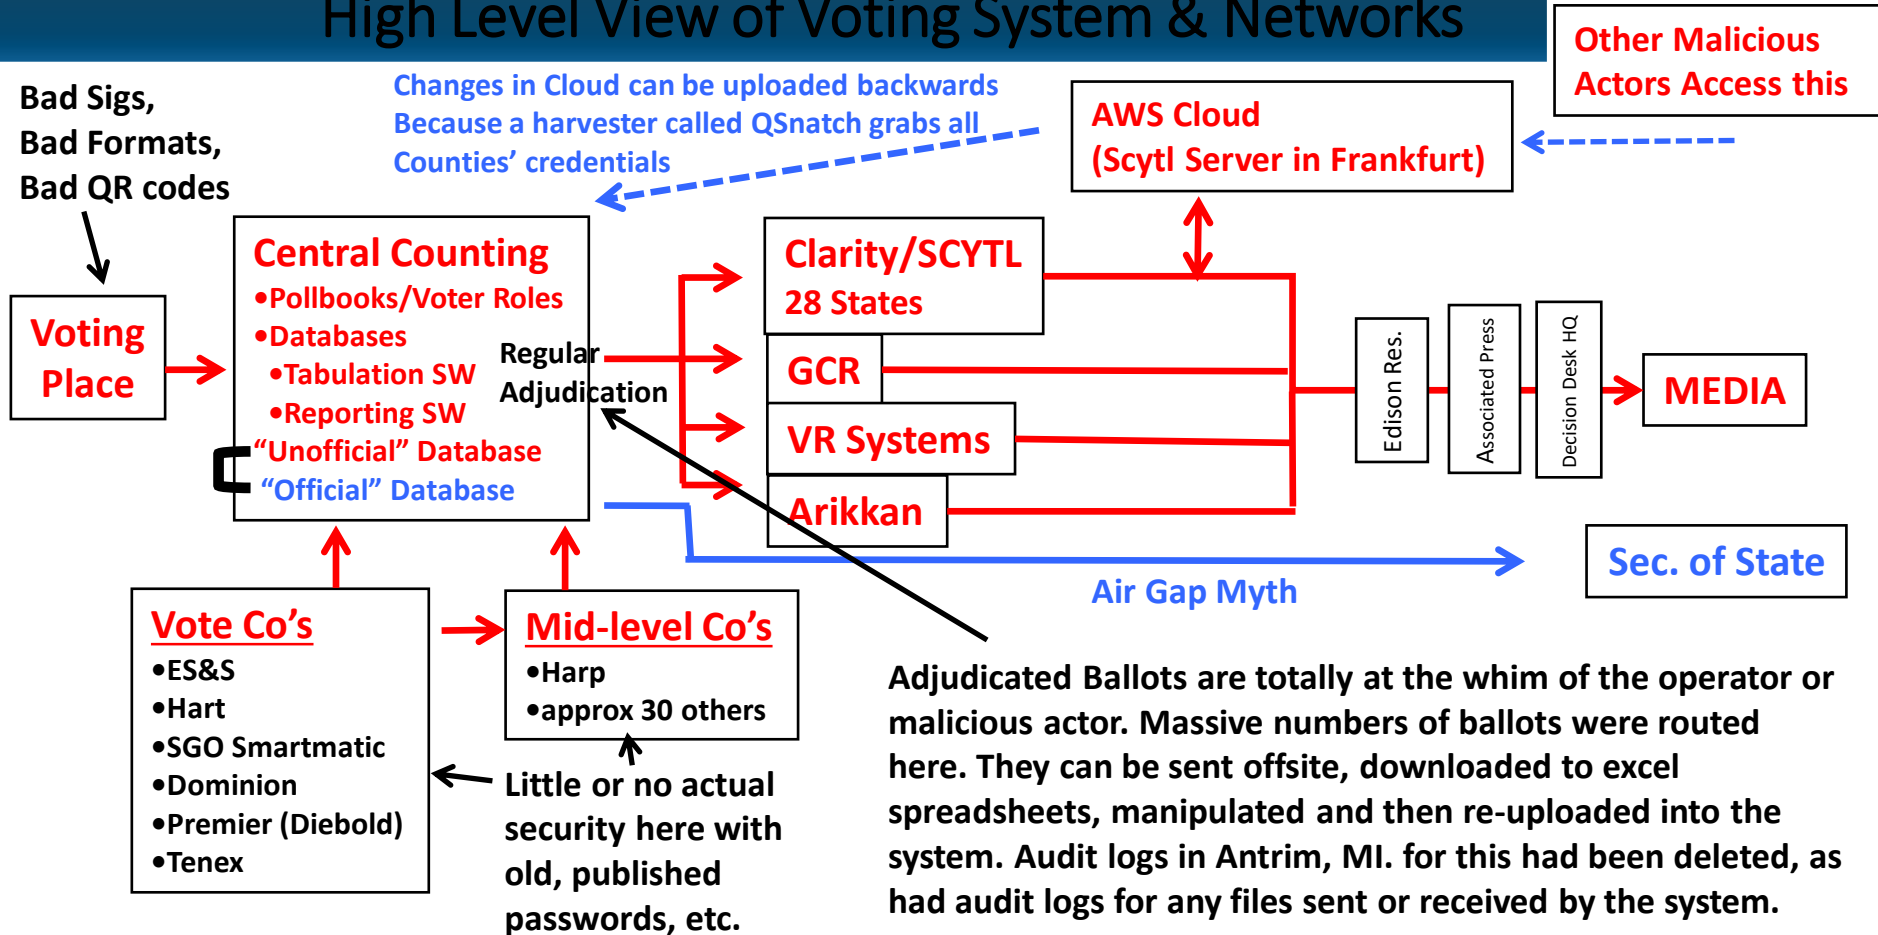 High Level View of Voting System & Networks
Other Malicious
Actors Access this
Bad Sigs,
Bad Formats,
Bad QR codes
Changes in Cloud can be uploaded backwards
Because a harvester called QSnatch grabs all
Counties’ credentials
AWS Cloud
(Scytl Server in Frankfurt)
Voting
Place
Central Counting
•Pollbooks/Voter Roles
•Databases
•Tabulation SW
•Reporting SW
“Unofficial” Database
“Official” Database
Regular
Adjudication
Clarity/SCYTL
28 States
GCR
VR Systems
Arikkan
Edison Res.
Associated Press
Decision Desk HQ
MEDIA
Sec. of State
Air Gap Myth
Vote Co’s
•ES&S
•Hart
•SGO Smartmatic
•Dominion
•Premier (Diebold)
•Tenex
Mid-level Co’s
•Harp
•approx 30 others
Little or no actual
security here with
old, published
passwords, etc.
Adjudicated Ballots are totally at the whim of the operator or
malicious actor. Massive numbers of ballots were routed
here. They can be sent offsite, downloaded to excel
spreadsheets, manipulated and then re-uploaded into the
system. Audit logs in Antrim, MI. for this had been deleted, as
had audit logs for any files sent or received by the system.